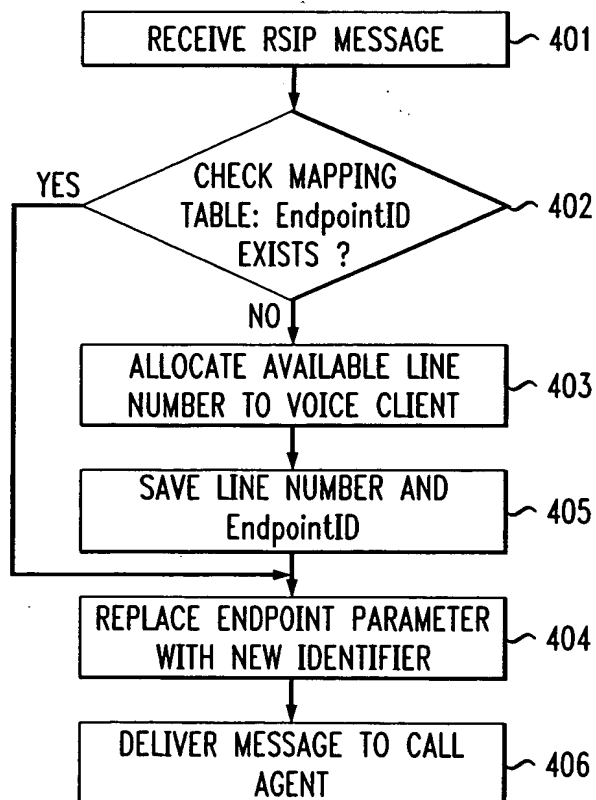 RECEIVE RSIP MESSAGE
401
CHECK MAPPING
TABLE: EndpointID
EXISTS ?
402
YES
NO
ALLOCATE AVAILABLE LINE
NUMBER TO VOICE CLIENT
403
SAVE LINE NUMBER AND
EndpointID
405
REPLACE ENDPOINT PARAMETER
WITH NEW IDENTIFIER
404
DELIVER MESSAGE TO CALL
AGENT
406